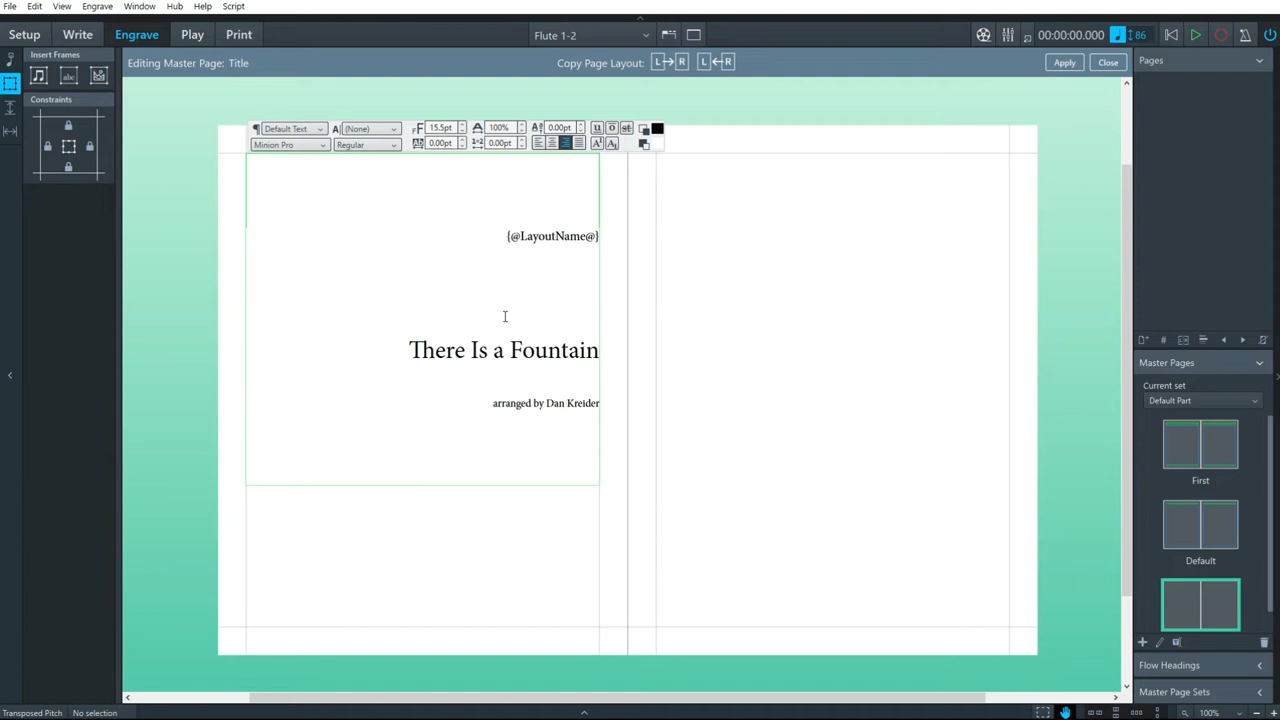 File Edit View Engrave Window Hub Help Script
Setup Write Engrave Play Print Flute 1-2 00:00:00.000 86
Insert Frames
abc
Constraints
Editing Master Page: Title Copy Page Layout: L R L R Apply Close
Default Text (None) 15.5pt 100% 0.00pt
Minion Pro Regular 0.00pt 0.00pt
{@LayoutName@}
There Is a Fountain
arranged by Dan Kreider
Pages
Master Pages
Current set
Default Part
First
Default
Flow Headings
Master Page Sets
Transposed Pitch No selection 100%